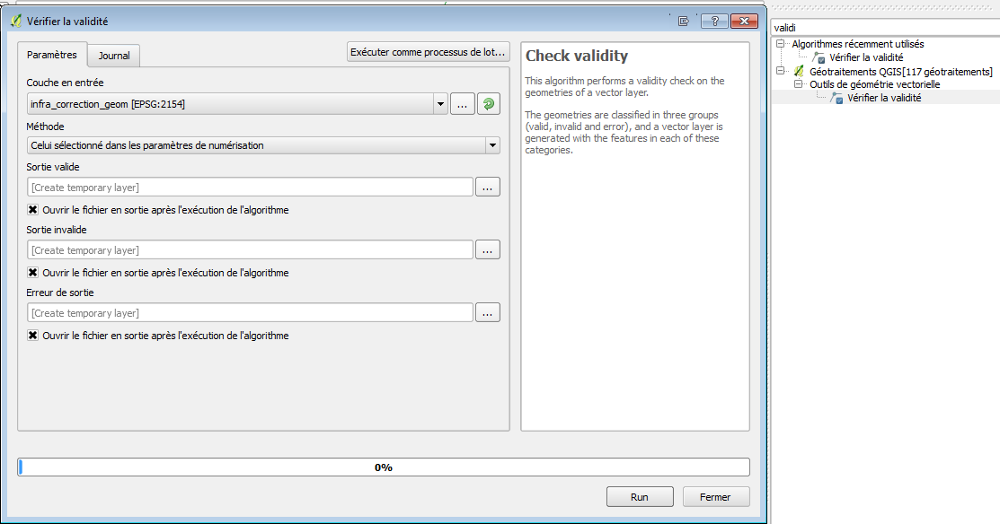 Vérifier la validité
?
Paramètres
Journal
Exécuter comme processus de lot...
Couche en entrée
infra_correction_geom [EPSG:2154]
...
Méthode
Celui sélectionné dans les paramètres de numérisation
Sortie valide
[Create temporary layer]
...
Ouvrir le fichier en sortie après l'exécution de l'algorithme
Sortie invalide
[Create temporary layer]
...
Ouvrir le fichier en sortie après l'exécution de l'algorithme
Erreur de sortie
[Create temporary layer]
...
Ouvrir le fichier en sortie après l'exécution de l'algorithme
Check validity
This algorithm performs a validity check on the
geometries of a vector layer.
The geometries are classified in three groups
(valid, invalid and error), and a vector layer is
generated with the features in each of these
categories.
0%
Run
Fermer
validi
Algorithmes récemment utilisés
Vérifier la validité
Géotraitements QGIS[117 géotraitements]
Outils de géométrie vectorielle
Vérifier la validité